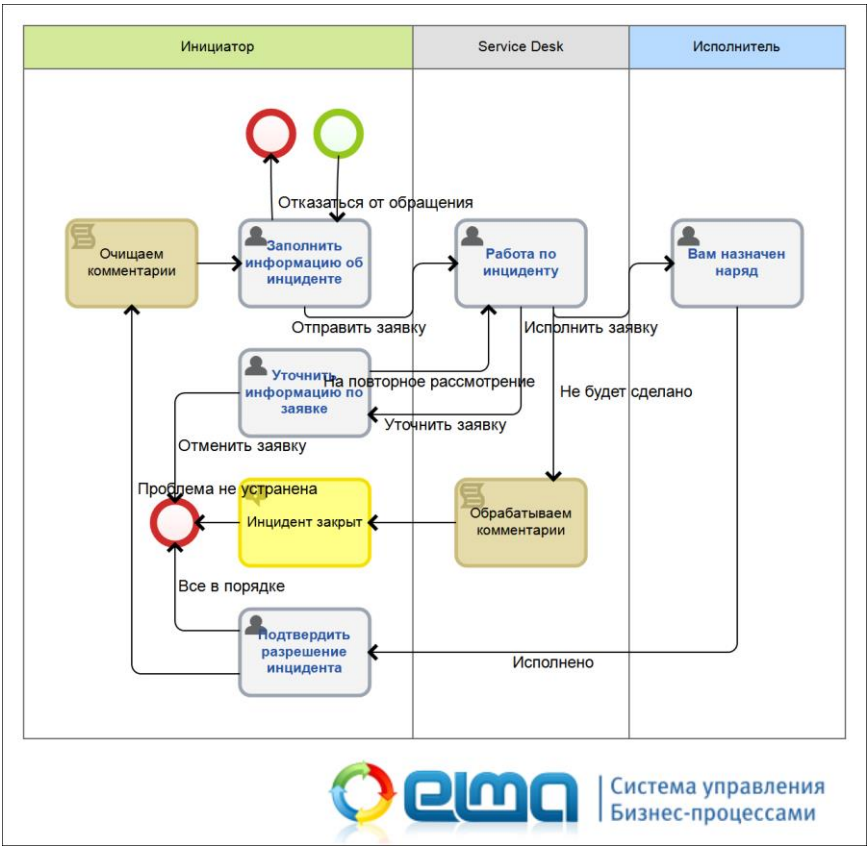 Инициатор
Service Desk
Исполнитель
Отказаться от обращения
Очищаем
комментарии
Заполнить
информацию об
инциденте
Работа по
инциденту
Вам назначен
наряд
Отправить заявку
Исполнить заявку
Уточнить
информацию по
заявке
На повторное рассмотрение
Не будет сделано
Уточнить заявку
Отменить заявку
Проблема не устранена
Инцидент закрыт
Обрабатываем
комментарии
Все в порядке
Подтвердить
разрешение
инцидента
Исполнено
elma
Система управления
Бизнес-процессами